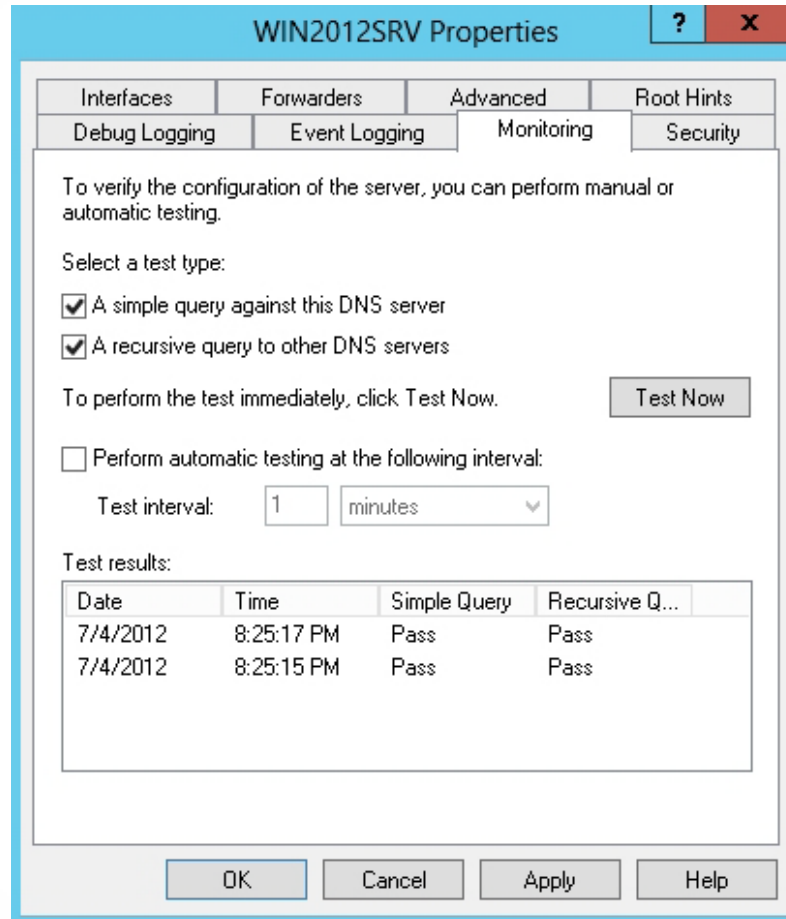 WIN2012SRV Properties
? x
Interfaces Forwarders Advanced Root Hints
Debug Logging Event Logging Monitoring Security
To verify the configuration of the server, you can perform manual or
automatic testing.
Select a test type:
A simple query against this DNS server
A recursive query to other DNS servers
To perform the test immediately, click Test Now. Test Now
Perform automatic testing at the following interval:
Test interval: 1 minutes
Test results:
Date Time Simple Query Recursive Q...
7/4/2012 8:25:17 PM Pass Pass
7/4/2012 8:25:15 PM Pass Pass
OK Cancel Apply Help